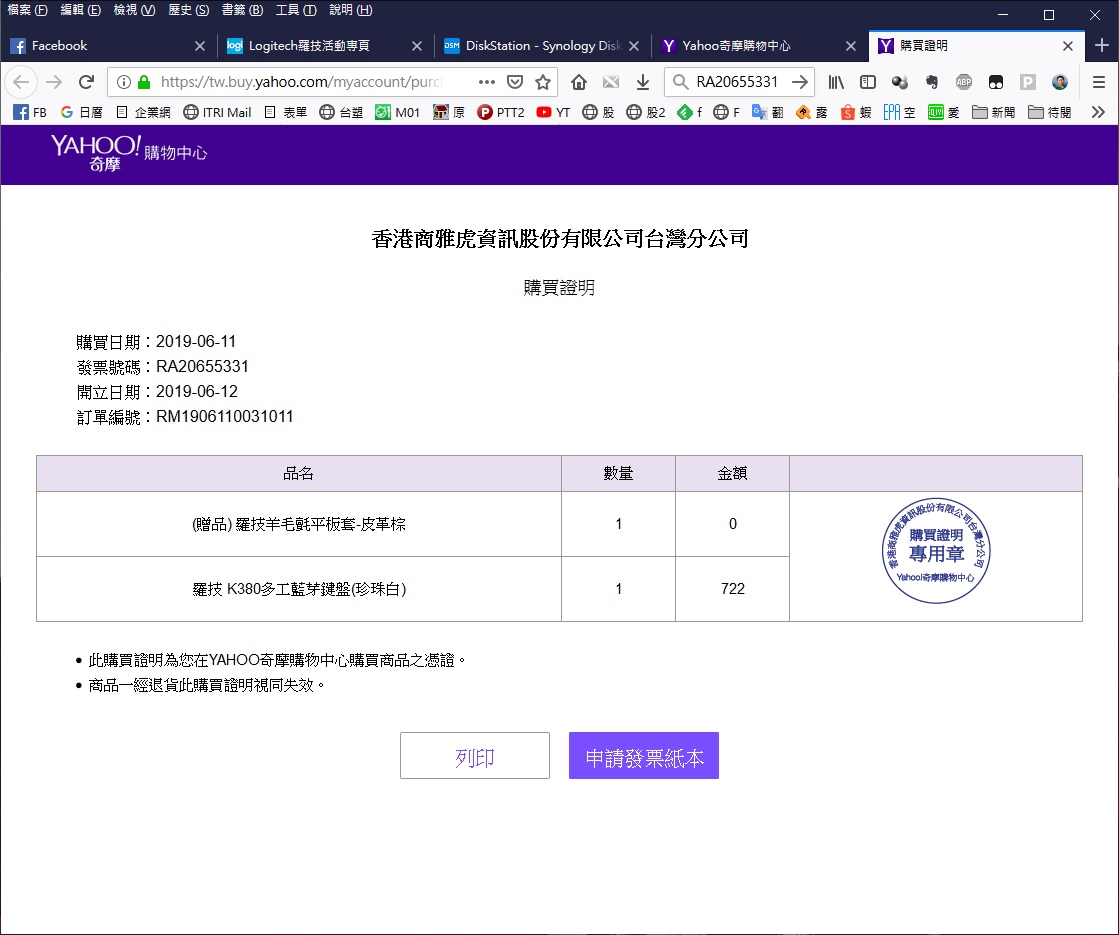 檔案 (F) 編輯 (E) 檢視 (V) 歷史 (S) 書籤 (B) 工具 (T) 說明 (H)
Facebook Logitech羅技活動專頁 DiskStation - Synology Disk Yahoo奇摩購物中心 購買證明
https://tw.buy.yahoo.com/myaccount/purc RA20655331
FB 日曆 企業網 ITRI Mail 表單 台塑 M01 原 PTT2 YT 股 股2 f F 翻 露 蝦 空 愛 新聞 待閱
YAHOO! 奇摩 購物中心
香港商雅虎資訊股份有限公司台灣分公司
購買證明
購買日期：2019-06-11
發票號碼：RA20655331
開立日期：2019-06-12
訂單編號：RM1906110031011
品名 數量 金額
(贈品) 羅技羊毛氈平板套-皮革棕 1 0
羅技 K380多工藍芽鍵盤(珍珠白) 1 722
香港商雅虎資訊股份有限公司台灣分公司
購買證明
專用章
Yahoo!奇摩購物中心
• 此購買證明為您在YAHOO奇摩購物中心購買商品之憑證。
• 商品一經退貨此購買證明視同失效。
列印 申請發票紙本